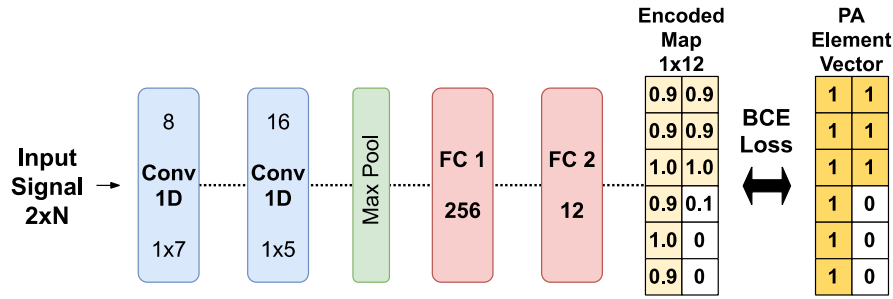 Input
Signal
2xN
8
Conv
1D
1x7
16
Conv
1D
1x5
Max Pool
FC 1
256
FC 2
12
Encoded
Map
1x12
0.9 0.9
0.9 0.9
1.0 1.0
0.9 0.1
1.0 0
0.9 0
BCE
Loss
PA
Element
Vector
1 1
1 1
1 1
1 0
1 0
1 0